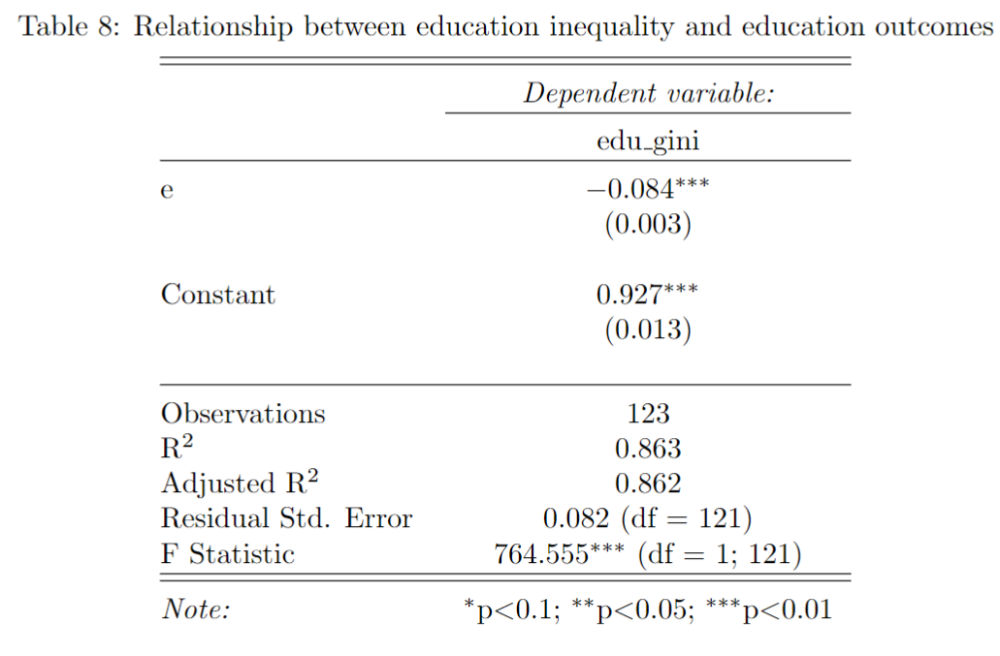 Table 8: Relationship between education inequality and education outcomes
Dependent variable:
edu_gini
e −0.084***
(0.003)
Constant 0.927***
(0.013)
Observations 123
R² 0.863
Adjusted R² 0.862
Residual Std. Error 0.082 (df = 121)
F Statistic 764.555*** (df = 1; 121)
Note: *p<0.1; **p<0.05; ***p<0.01